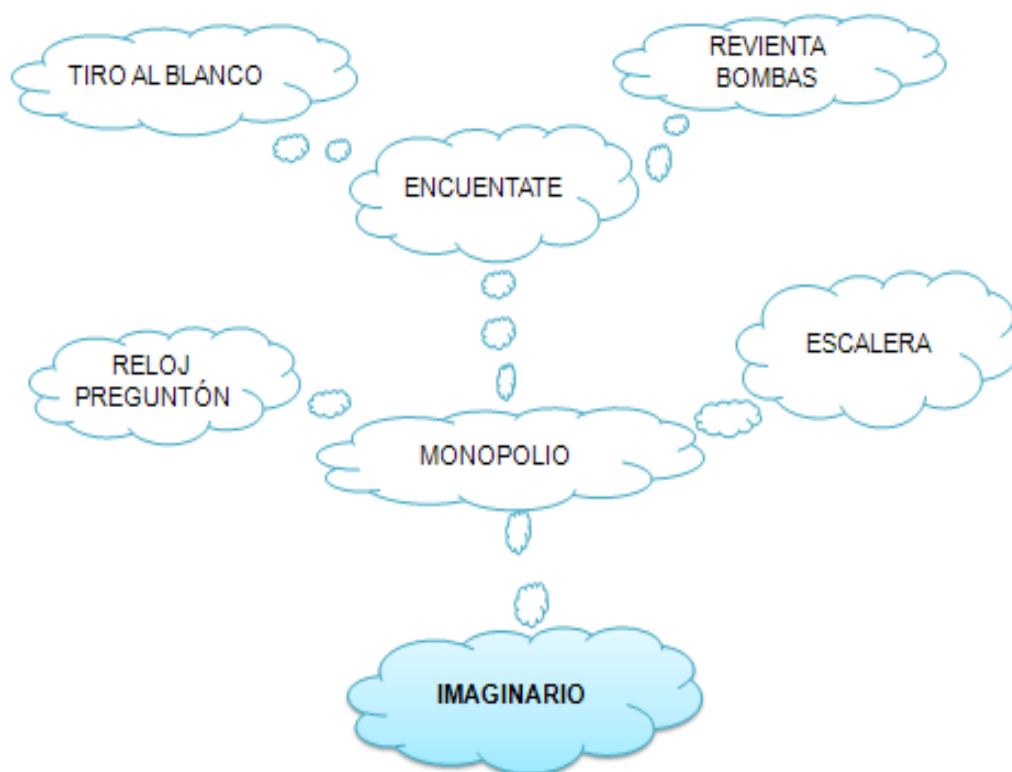 TIRO AL BLANCO
REVIENTA
BOMBAS
ENCUENTATE
RELOJ
PREGUNTÓN
ESCALERA
MONOPOLIO
IMAGINARIO